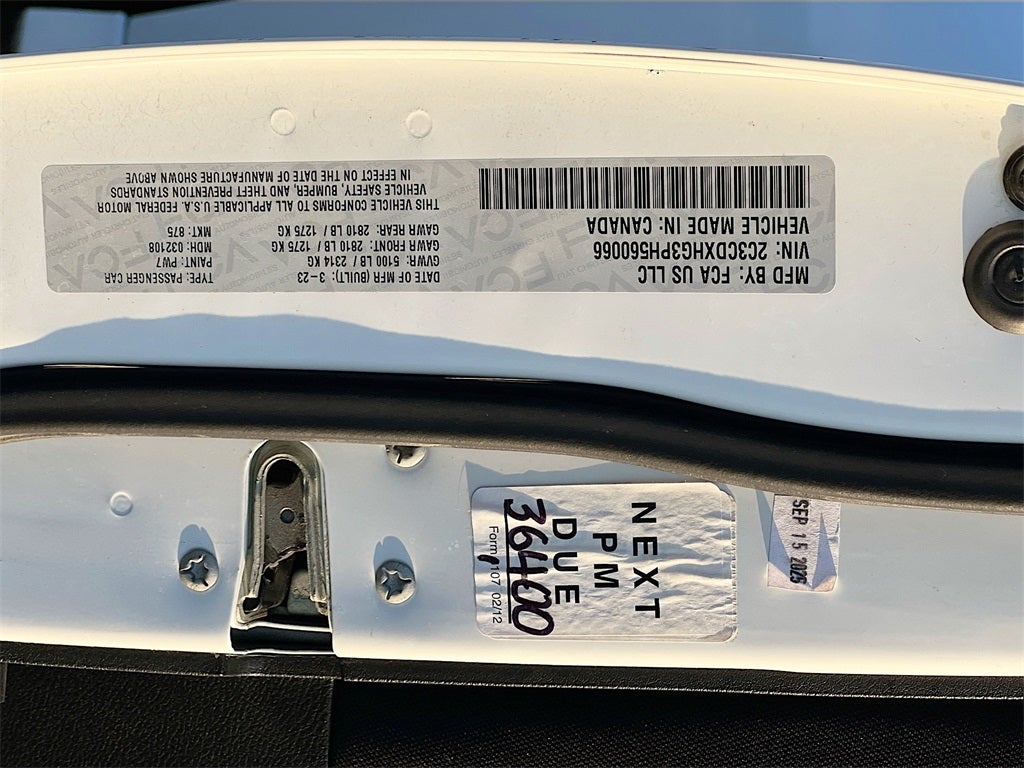 MFD BY: FCA US LLC
VIN: 2C3CDXHG3PH560066
VEHICLE MADE IN: CANADA
DATE OF MFR (BUILT): 3-23
GVWR: 5100 LB / 2314 KG
GAWR FRONT: 2810 LB / 1275 KG
GAWR REAR: 2810 LB / 1275 KG
TYPE: PASSENGER CAR
PAINT: PW7
MDH: 032108
MKT: 875
THIS VEHICLE CONFORMS TO ALL APPLICABLE U.S.A. FEDERAL MOTOR
VEHICLE SAFETY, BUMPER, AND THEFT PREVENTION STANDARDS
IN EFFECT ON THE DATE OF MANUFACTURE SHOWN ABOVE
NEXT
PM
DUE
36400
Form 107 02/12
SEP 15 2025